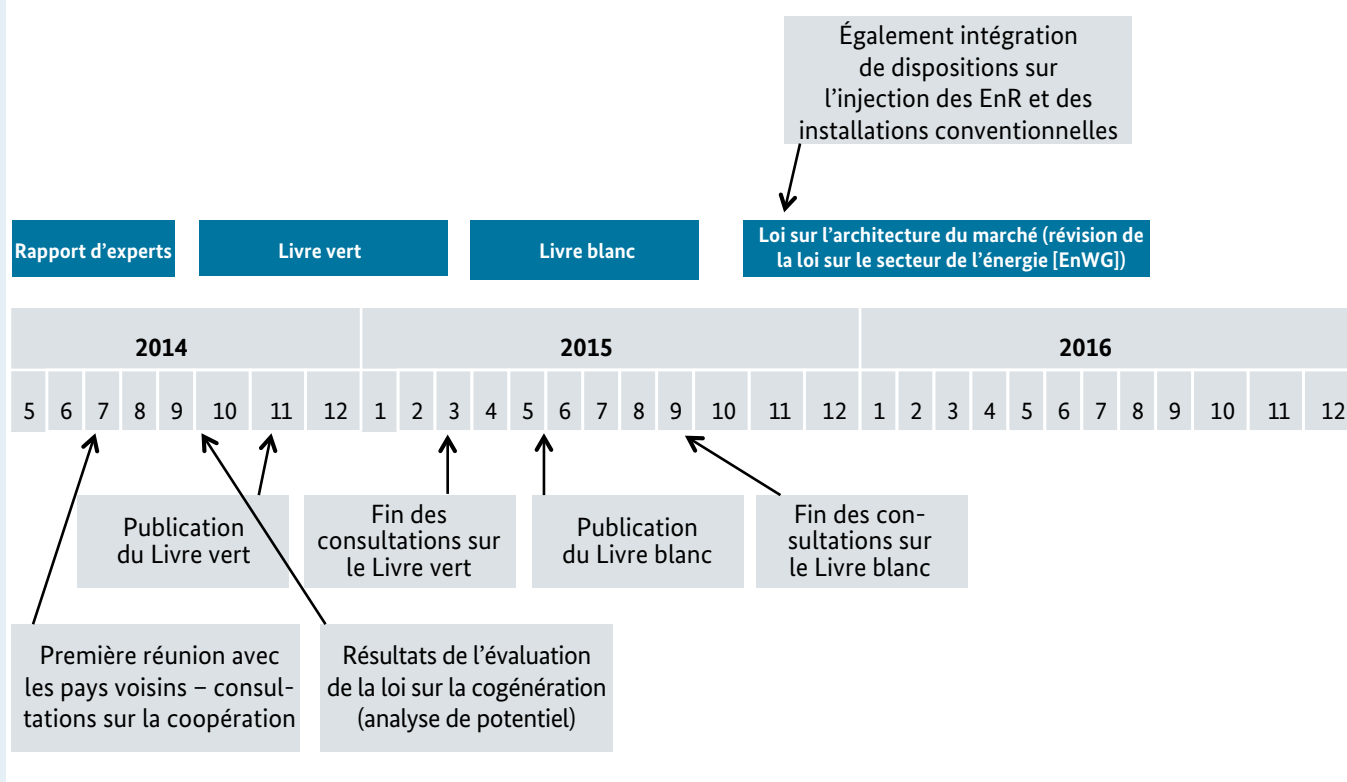 Également intégration
de dispositions sur
l’injection des EnR et des
installations conventionnelles
Rapport d’experts
Livre vert
Livre blanc
Loi sur l’architecture du marché (révision de
la loi sur le secteur de l’énergie [EnWG])
2014 2015 2016
5 6 7 8 9 10 11 12 1 2 3 4 5 6 7 8 9 10 11 12 1 2 3 4 5 6 7 8 9 10 11 12
Publication
du Livre vert
Fin des
consultations sur
le Livre vert
Publication
du Livre blanc
Fin des con-
sultations sur
le Livre blanc
Première réunion avec
les pays voisins – consul-
tations sur la coopération
Résultats de l’évaluation
de la loi sur la cogénération
(analyse de potentiel)